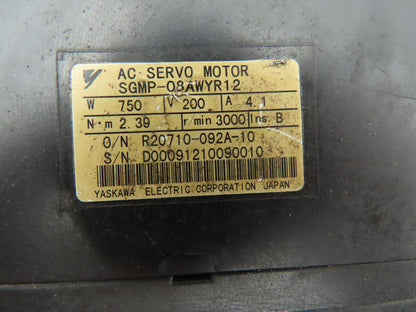 AC SERVO MOTOR
SGMP-08AWYR12
W 750 V 200 A 4.1
N·m 2.39 r/min 3000 Ins. B
O/N R20710-092A-10
S/N D00091210090010
YASKAWA ELECTRIC CORPORATION JAPAN